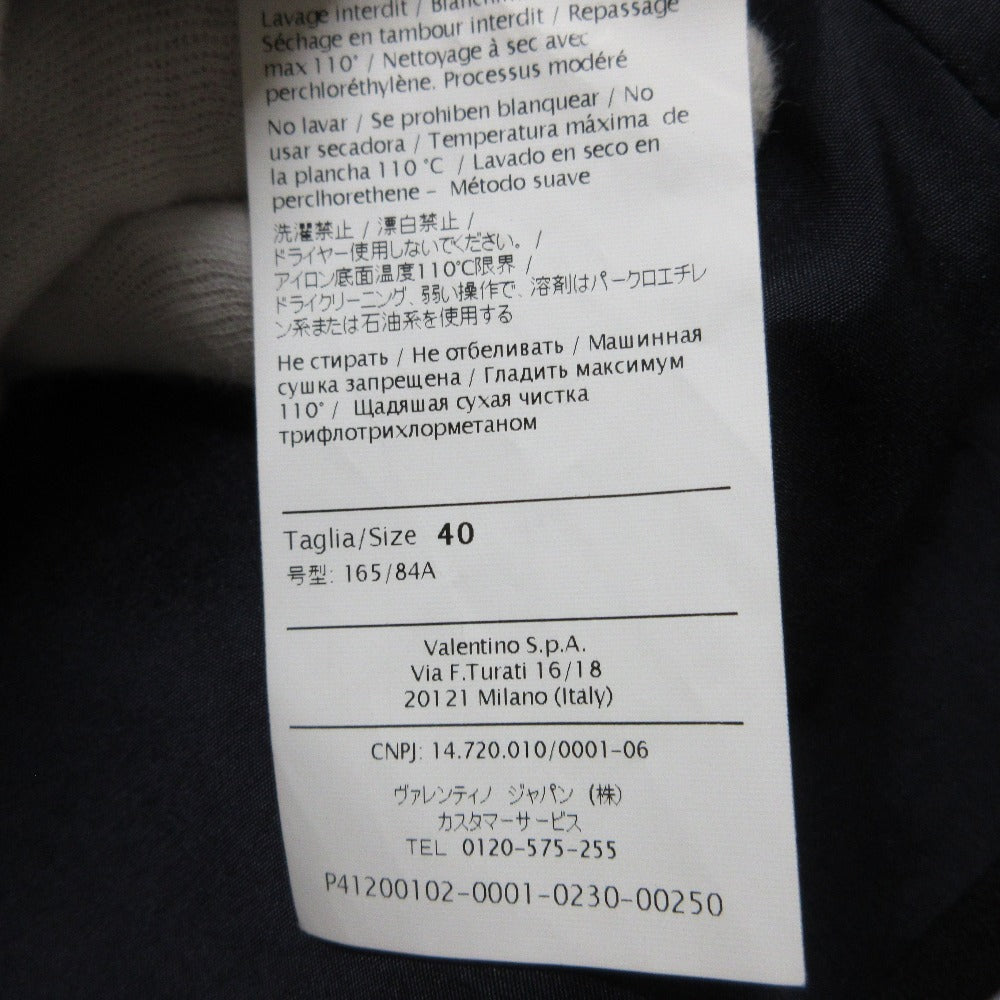 Lavage interdit /
Séchage en tambour interdit / Repassage
max 110° / Nettoyage à sec avec
perchloréthylène. Processus modéré
No lavar / Se prohiben blanquear / No
usar secadora / Temperatura máxima de
la plancha 110 °C / Lavado en seco en
perclhorethene – Método suave
洗濯禁止 / 漂白禁止 /
ドライヤー使用しないでください。 /
アイロン底面温度110℃限界 /
ドライクリーニング、弱い操作で、溶剤はパークロエチレ
ン系または石油系を使用する
Не стирать / Не отбеливать / Машинная
сушка запрещена / Гладить максимум
110° / Щадяшая сухая чистка
трифлотрихлорметаном
Taglia/Size 40
号型: 165/84A
Valentino S.p.A.
Via F.Turati 16/18
20121 Milano (Italy)
CNPJ: 14.720.010/0001-06
ヴァレンティノ ジャパン (株)
カスタマーサービス
TEL 0120-575-255
P41200102-0001-0230-00250